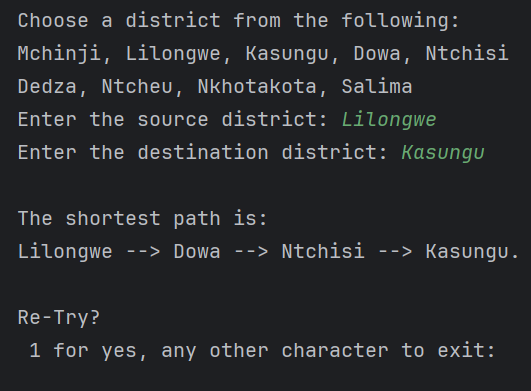 Choose a district from the following:
Mchinji, Lilongwe, Kasungu, Dowa, Ntchisi
Dedza, Ntcheu, Nkhotakota, Salima
Enter the source district: Lilongwe
Enter the destination district: Kasungu
The shortest path is:
Lilongwe --> Dowa --> Ntchisi --> Kasungu.
Re-Try?
1 for yes, any other character to exit: